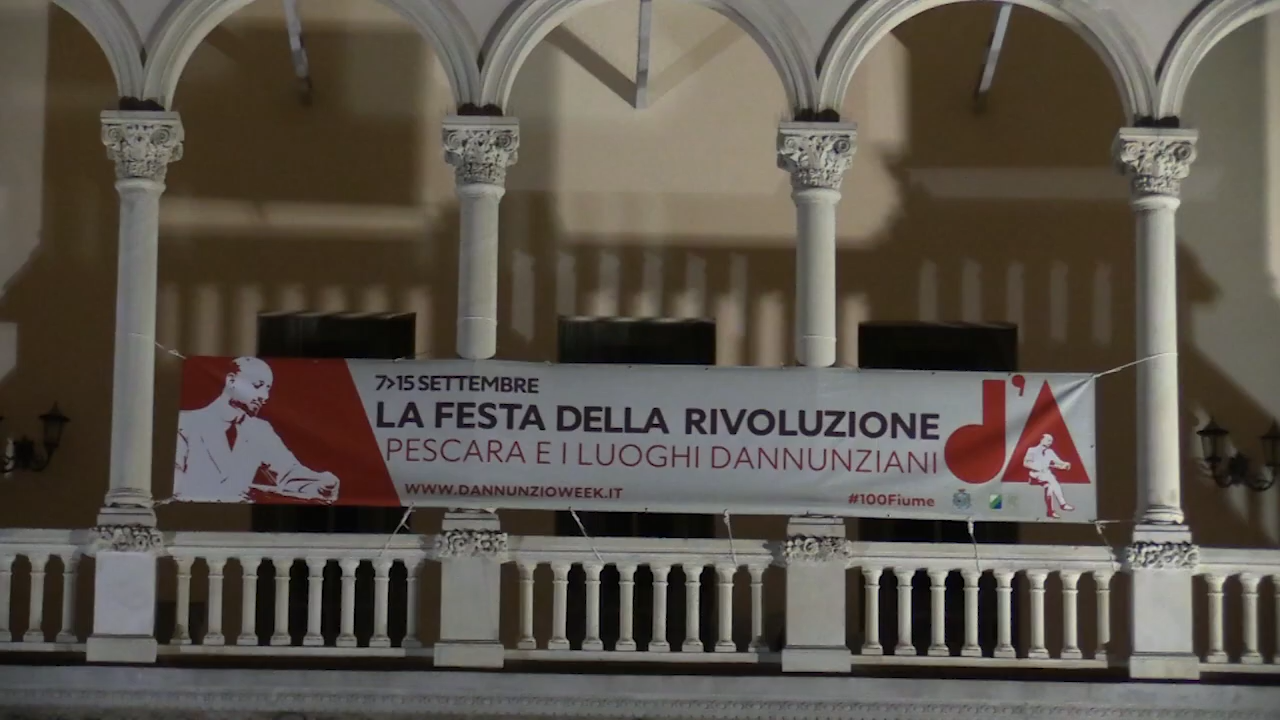 7>15 SETTEMBRE
LA FESTA DELLA RIVOLUZIONE
PESCARA E I LUOGHI DANNUNZIANI
WWW.DANNUNZIOWEEK.IT
#100Fiume
d'A